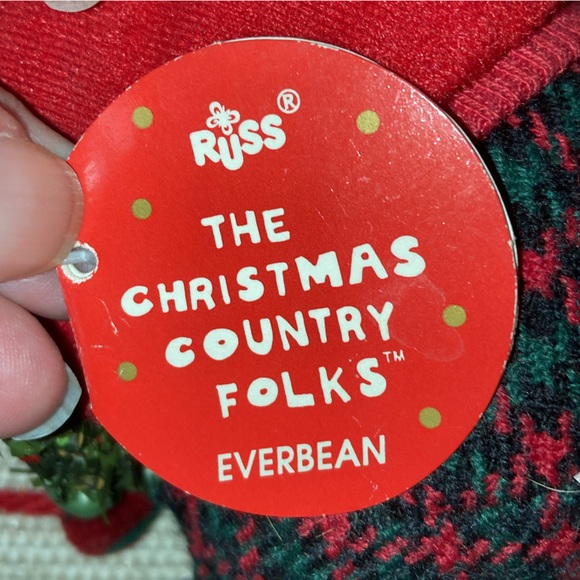 RUSS®
THE
CHRISTMAS
COUNTRY
FOLKS™
EVERBEAN